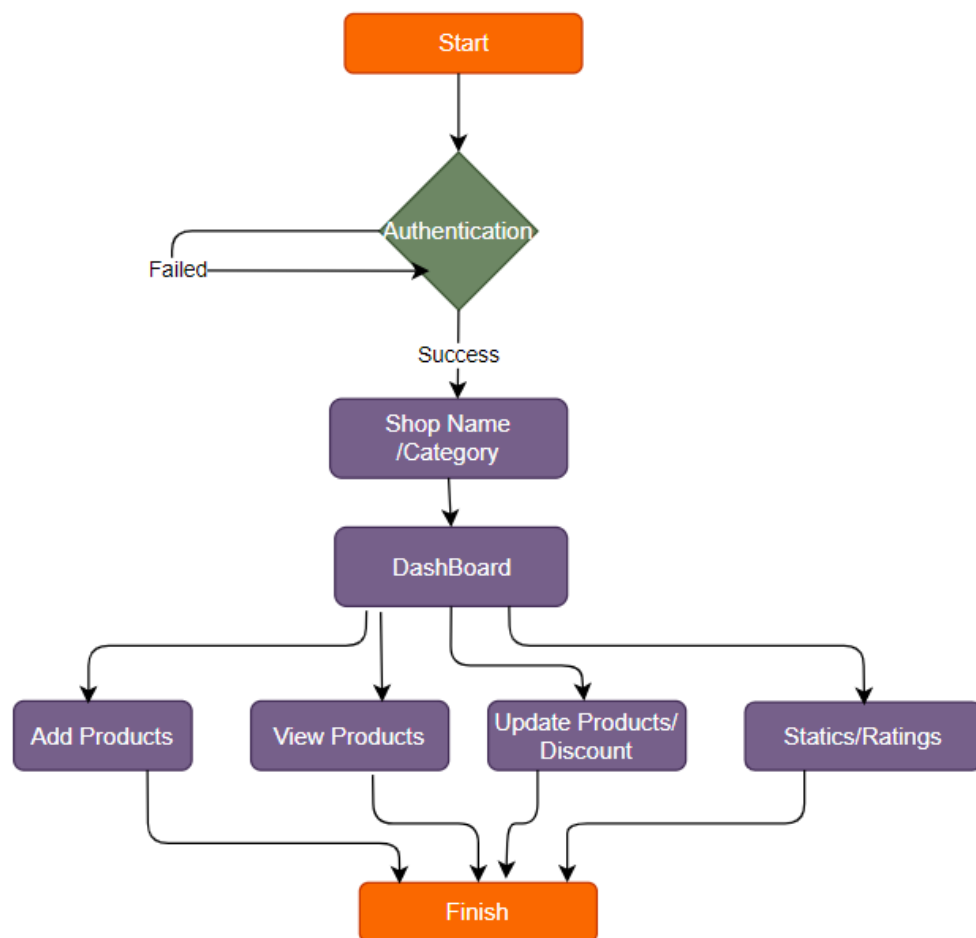 Start
Authentication
Failed
Success
Shop Name
/Category
DashBoard
Add Products
View Products
Update Products/
Discount
Statics/Ratings
Finish